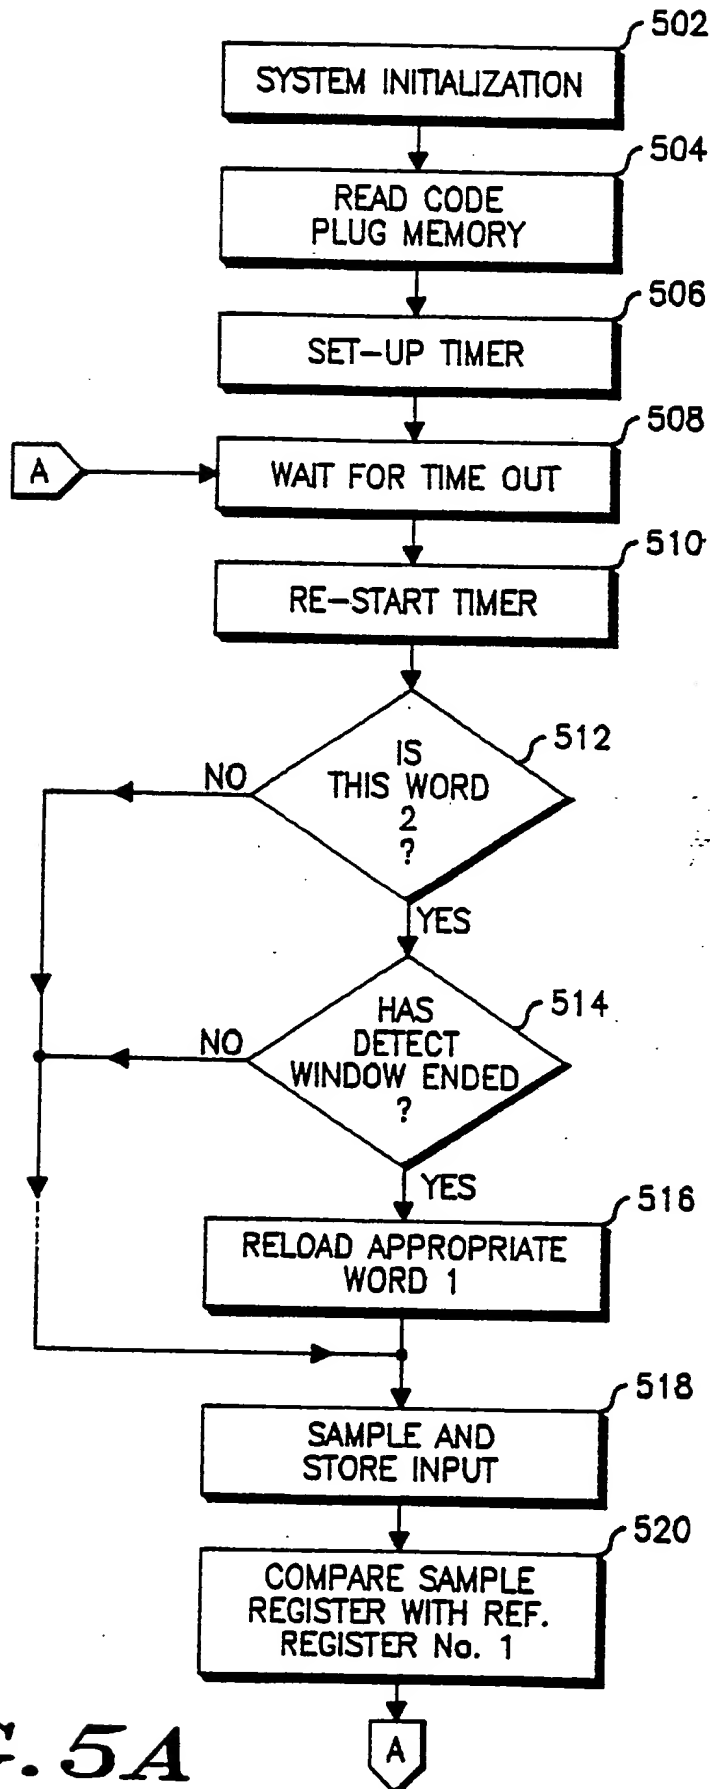 502
SYSTEM INITIALIZATION
504
READ CODE
PLUG MEMORY
506
SET-UP TIMER
508
A
WAIT FOR TIME OUT
510
RE-START TIMER
512
IS
THIS WORD
2
?
NO
YES
514
HAS
DETECT
WINDOW ENDED
?
NO
YES
516
RELOAD APPROPRIATE
WORD 1
518
SAMPLE AND
STORE INPUT
520
COMPARE SAMPLE
REGISTER WITH REF.
REGISTER No. 1
A
G. 5A